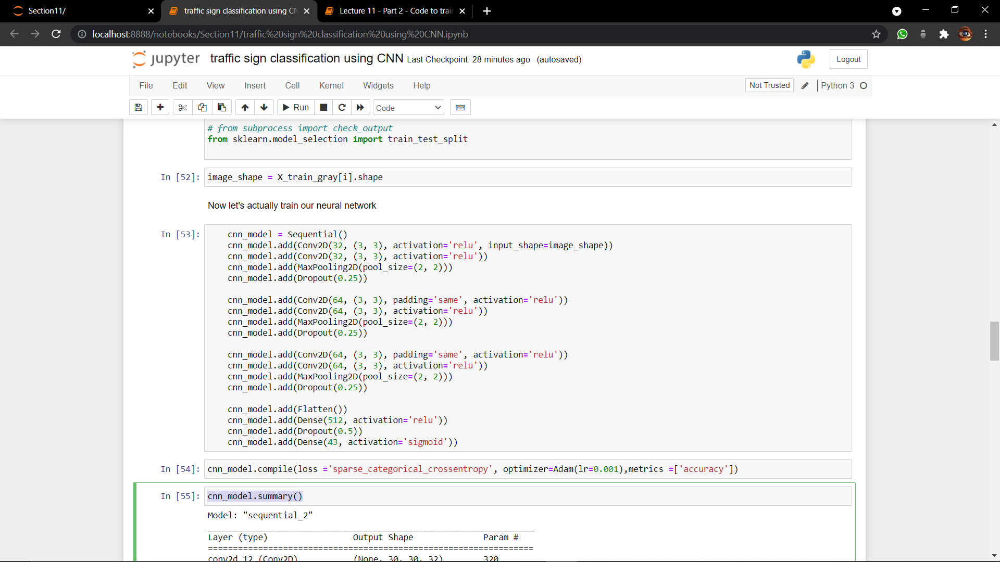 Section11/
traffic sign classification using CN
Lecture 11 - Part 2 - Code to trai
localhost:8888/notebooks/Section11/traffic%20sign%20classification%20using%20CNN.ipynb
jupyter traffic sign classification using CNN Last Checkpoint: 28 minutes ago (autosaved)
Logout
File Edit View Insert Cell Kernel Widgets Help
Not Trusted
Python 3
Run
Code
# from subprocess import check_output
from sklearn.model_selection import train_test_split
In [52]: image_shape = X_train_gray[i].shape
Now let's actually train our neural network
In [53]: cnn_model = Sequential()
cnn_model.add(Conv2D(32, (3, 3), activation='relu', input_shape=image_shape))
cnn_model.add(Conv2D(32, (3, 3), activation='relu'))
cnn_model.add(MaxPooling2D(pool_size=(2, 2)))
cnn_model.add(Dropout(0.25))
cnn_model.add(Conv2D(64, (3, 3), padding='same', activation='relu'))
cnn_model.add(Conv2D(64, (3, 3), activation='relu'))
cnn_model.add(MaxPooling2D(pool_size=(2, 2)))
cnn_model.add(Dropout(0.25))
cnn_model.add(Conv2D(64, (3, 3), padding='same', activation='relu'))
cnn_model.add(Conv2D(64, (3, 3), activation='relu'))
cnn_model.add(MaxPooling2D(pool_size=(2, 2)))
cnn_model.add(Dropout(0.25))
cnn_model.add(Flatten())
cnn_model.add(Dense(512, activation='relu'))
cnn_model.add(Dropout(0.5))
cnn_model.add(Dense(43, activation='sigmoid'))
In [54]: cnn_model.compile(loss ='sparse_categorical_crossentropy', optimizer=Adam(lr=0.001),metrics =['accuracy'])
In [55]: cnn_model.summary()
Model: "sequential_2"
Layer (type) Output Shape Param #
conv2d_12 (Conv2D) (None, 30, 30, 32) 320